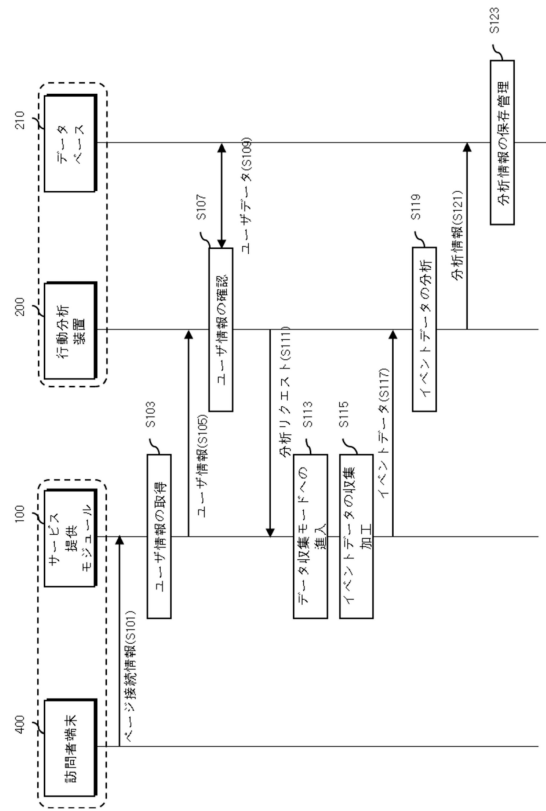 400
訪問者端末
100
サービス
提供
モジュール
200
行動分析
装置
210
データ
ベース
ページ接続情報(S101)
S103
ユーザ情報の取得
ユーザ情報(S105)
S107
ユーザ情報の確認
ユーザデータ(S109)
分析リクエスト(S111)
S113
データ収集モードへの
進入
S115
イベントデータの収集
加工
イベントデータ(S117)
S119
イベントデータの分析
分析情報(S121)
S123
分析情報の保存管理